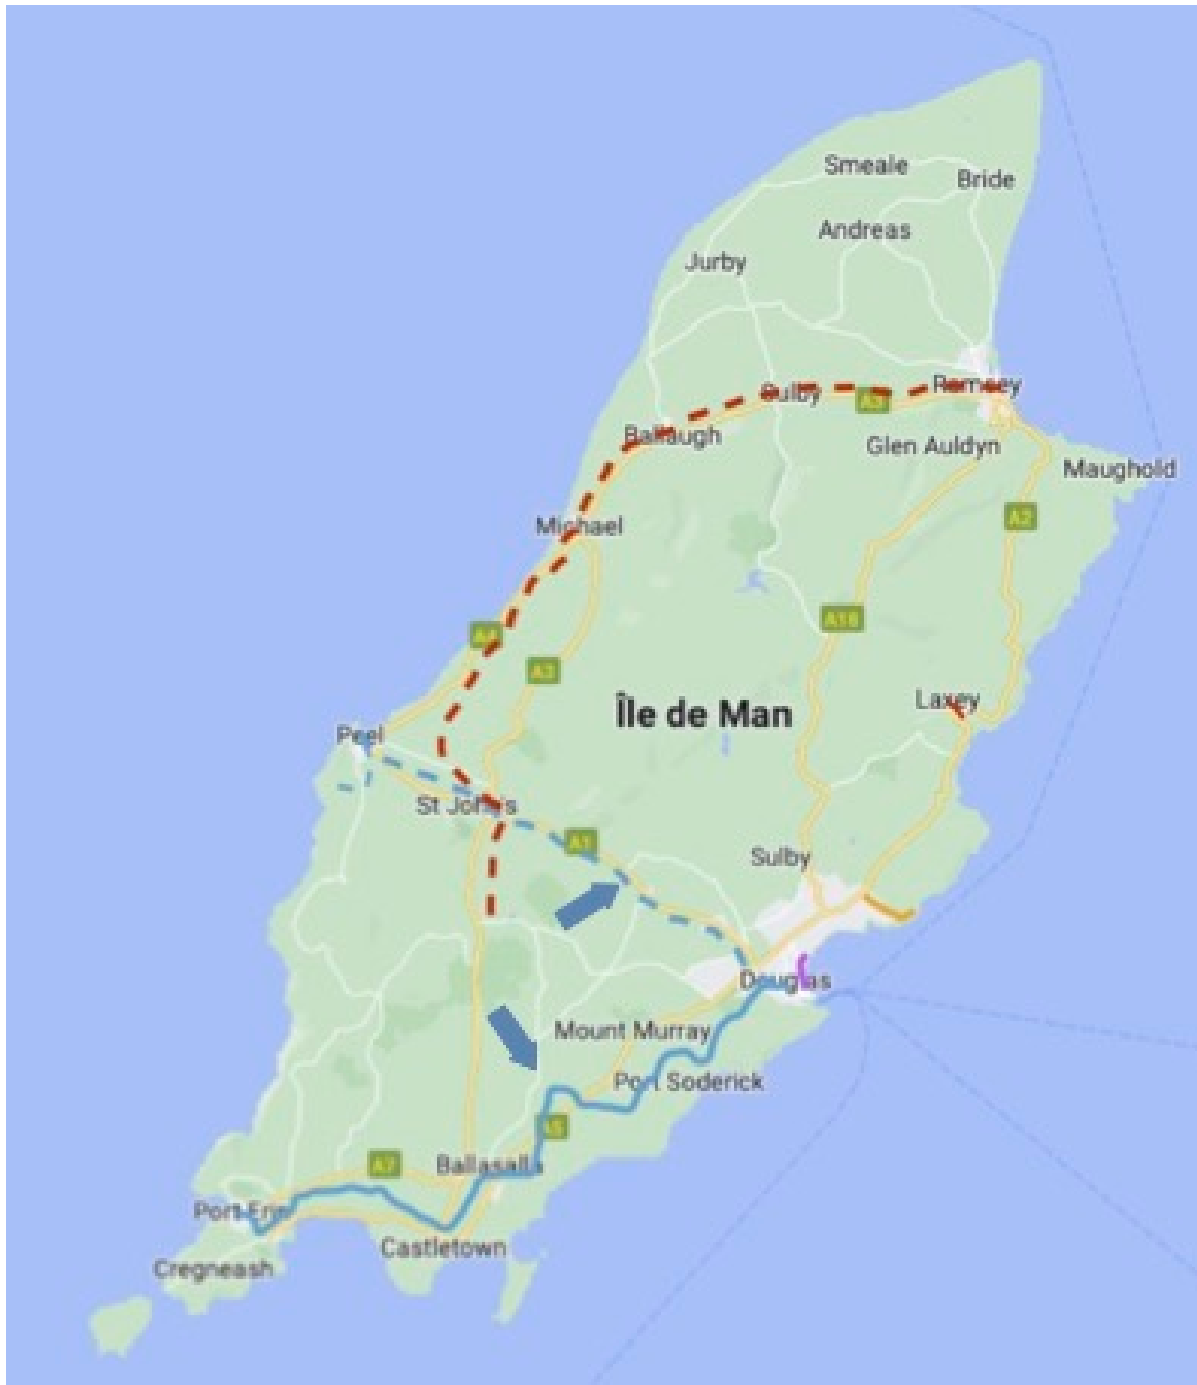 Smeale
Bride
Andreas
Jurby
Ramsey
Sulby
A3
Ballaugh
Glen Auldyn
Maughold
A2
Michael
A18
A4
A3
Laxey
Île de Man
Peel
St John's
A1
Sulby
Douglas
Mount Murray
Port Soderick
A5
A7
Ballasalla
Port Erin
Castletown
Cregneash